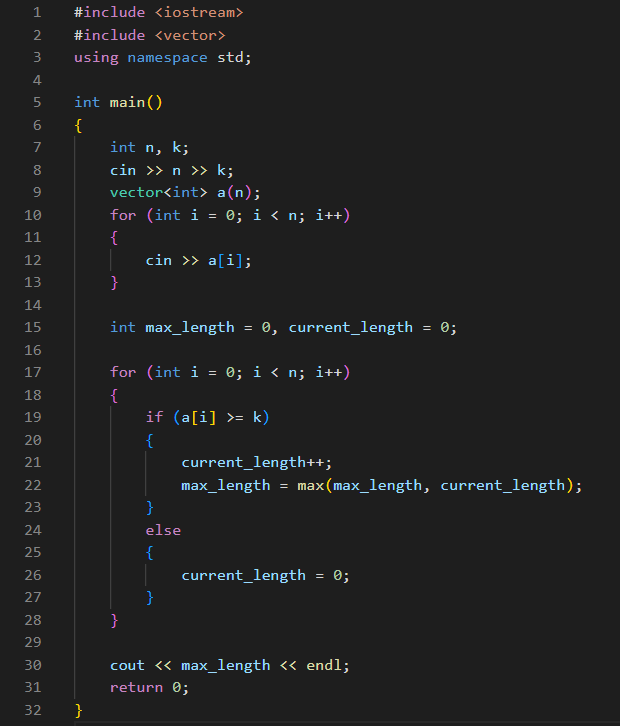 1 #include <iostream>
2 #include <vector>
3 using namespace std;
4
5 int main()
6 {
7     int n, k;
8     cin >> n >> k;
9     vector<int> a(n);
10     for (int i = 0; i < n; i++)
11     {
12         cin >> a[i];
13     }
14
15     int max_length = 0, current_length = 0;
16
17     for (int i = 0; i < n; i++)
18     {
19         if (a[i] >= k)
20         {
21             current_length++;
22             max_length = max(max_length, current_length);
23         }
24         else
25         {
26             current_length = 0;
27         }
28     }
29
30     cout << max_length << endl;
31     return 0;
32 }